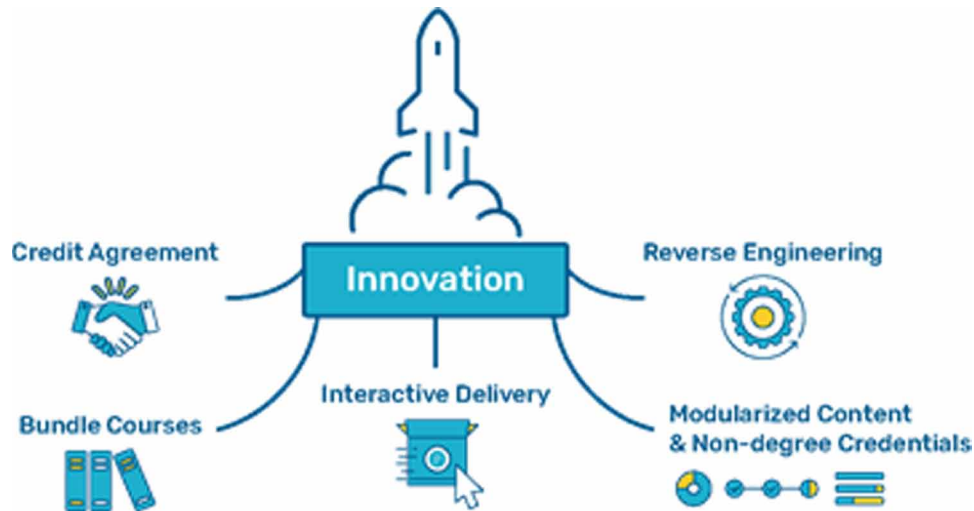 Innovation
Credit Agreement
Reverse Engineering
Interactive Delivery
Bundle Courses
Modularized Content
& Non-degree Credentials